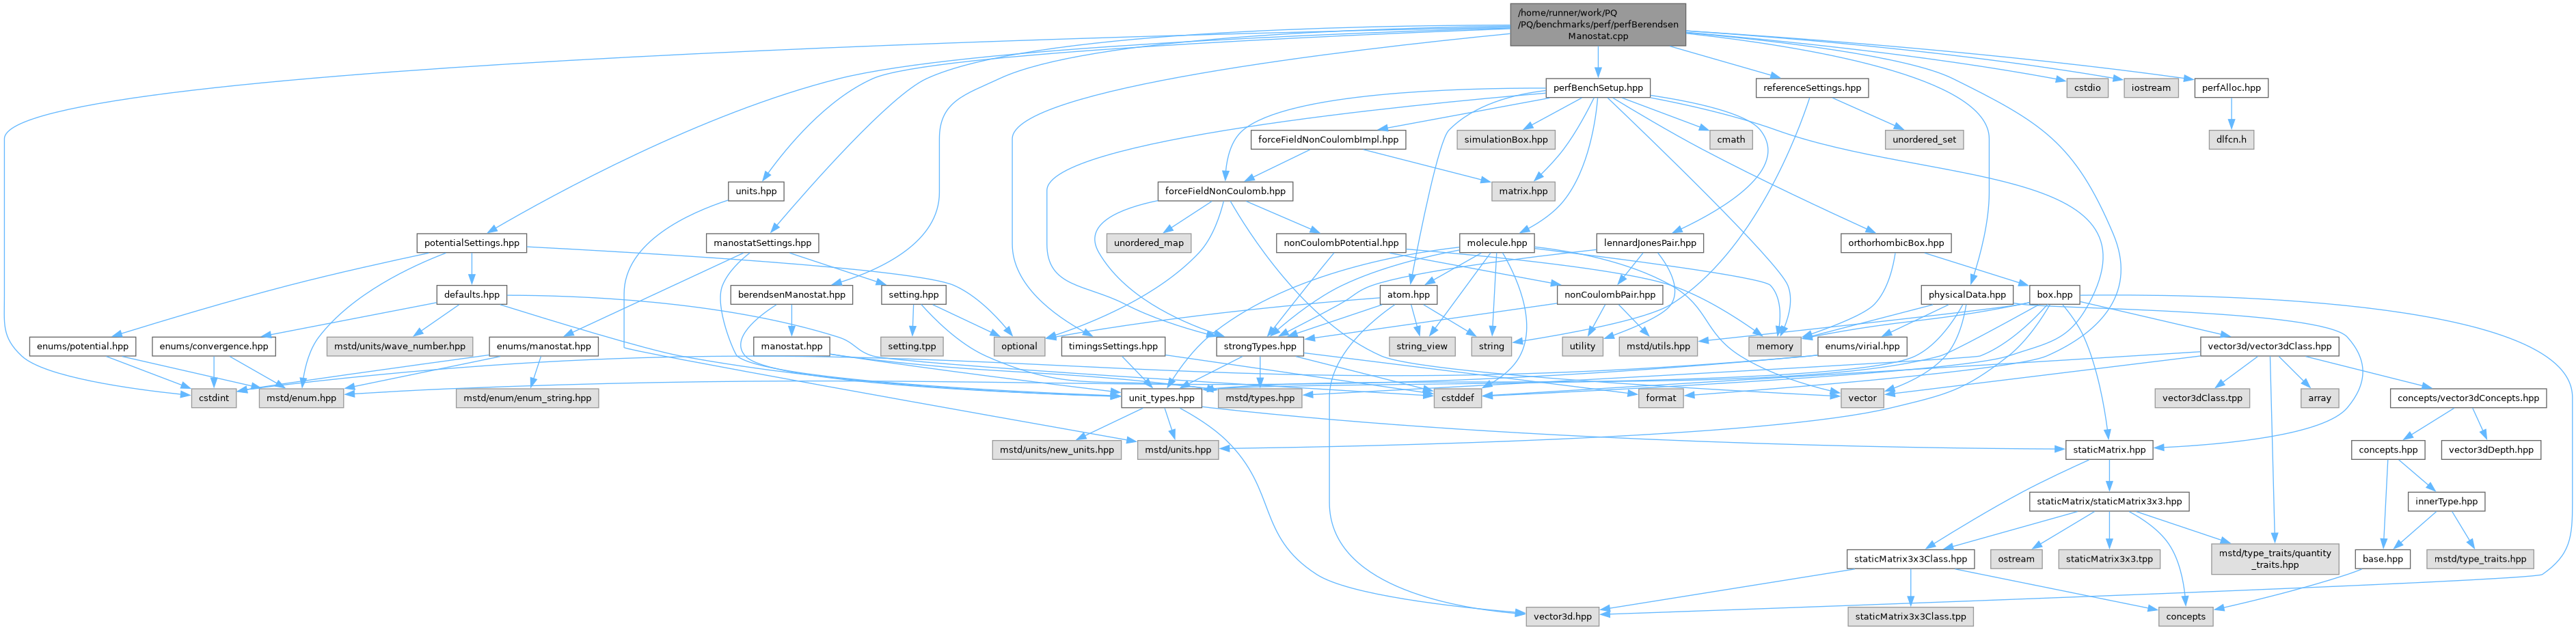 /home/runner/work/PQ
/PQ/benchmarks/perf/perfBerendsen
Manostat.cpp
perfBenchSetup.hpp
referenceSettings.hpp
cstdio
iostream
perfAlloc.hpp
forceFieldNonCoulombImpl.hpp
simulationBox.hpp
cmath
unordered_set
dlfcn.h
units.hpp
forceFieldNonCoulomb.hpp
matrix.hpp
potentialSettings.hpp
manostatSettings.hpp
unordered_map
nonCoulombPotential.hpp
molecule.hpp
lennardJonesPair.hpp
orthorhombicBox.hpp
defaults.hpp
berendsenManostat.hpp
setting.hpp
atom.hpp
nonCoulombPair.hpp
physicalData.hpp
box.hpp
enums/potential.hpp
enums/convergence.hpp
mstd/units/wave_number.hpp
enums/manostat.hpp
manostat.hpp
setting.tpp
optional
timingsSettings.hpp
strongTypes.hpp
string_view
string
utility
mstd/utils.hpp
memory
enums/virial.hpp
vector3d/vector3dClass.hpp
cstdint
mstd/enum.hpp
mstd/enum/enum_string.hpp
unit_types.hpp
mstd/types.hpp
cstddef
format
vector
vector3dClass.tpp
array
concepts/vector3dConcepts.hpp
mstd/units/new_units.hpp
mstd/units.hpp
staticMatrix.hpp
concepts.hpp
vector3dDepth.hpp
staticMatrix/staticMatrix3x3.hpp
innerType.hpp
staticMatrix3x3Class.hpp
ostream
staticMatrix3x3.tpp
mstd/type_traits/quantity
_traits.hpp
base.hpp
mstd/type_traits.hpp
vector3d.hpp
staticMatrix3x3Class.tpp
concepts